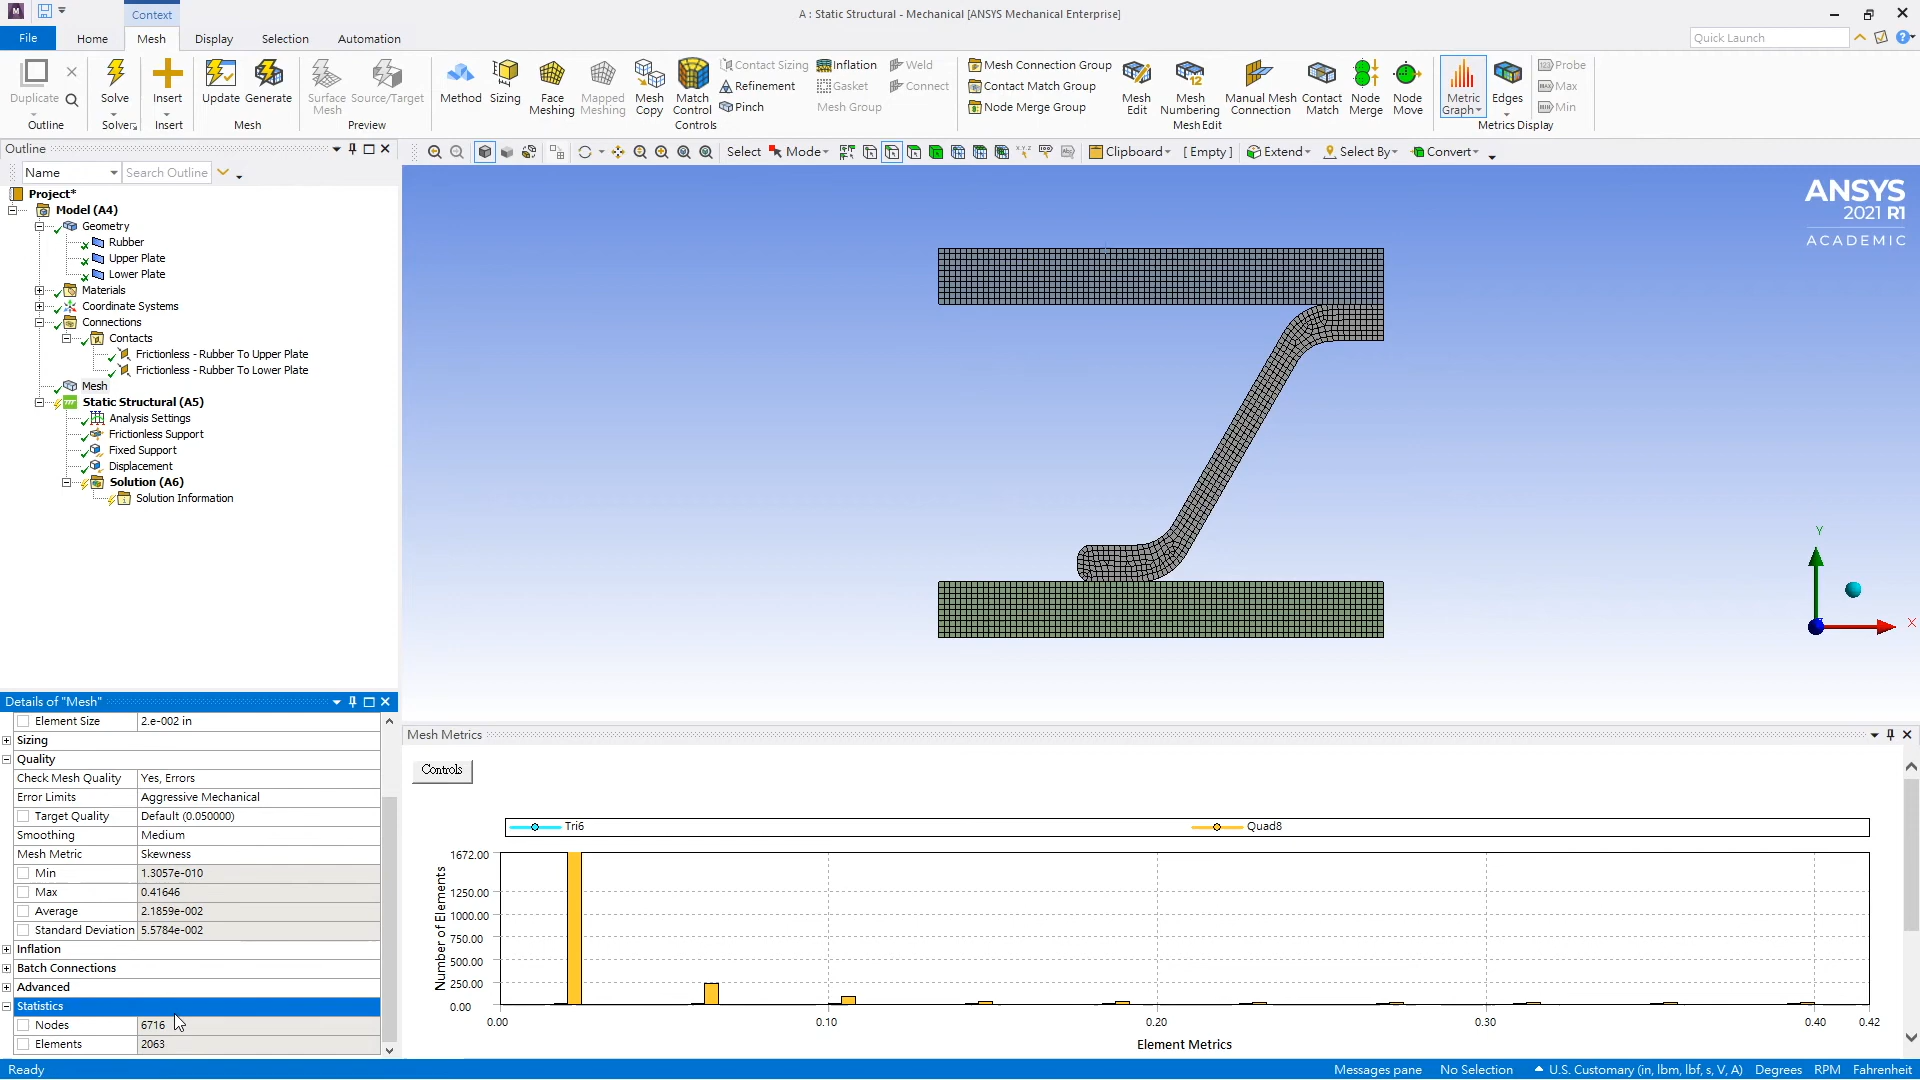 Context
A : Static Structural - Mechanical [ANSYS Mechanical Enterprise]
File Home Mesh Display Selection Automation
Quick Launch
Duplicate
Outline
Solve
Solver
Insert
Insert
Update
Generate
Mesh
Surface Mesh
Source/Target
Preview
Method
Sizing
Face Meshing
Mapped Meshing
Mesh Copy
Match Control
Contact Sizing
Refinement
Pinch
Inflation
Gasket
Mesh Group
Weld
Connect
Controls
Mesh Connection Group
Contact Match Group
Node Merge Group
Mesh Edit
Mesh Numbering
Manual Mesh Connection
Contact Match
Node Merge
Node Move
Mesh Edit
Metric Graph
Edges
Probe
Max
Min
Metrics Display
Outline
Name Search Outline
Select Mode Clipboard [ Empty ] Extend Select By Convert
Project*
Model (A4)
Geometry
Rubber
Upper Plate
Lower Plate
Materials
Coordinate Systems
Connections
Contacts
Frictionless - Rubber To Upper Plate
Frictionless - Rubber To Lower Plate
Mesh
Static Structural (A5)
Analysis Settings
Frictionless Support
Fixed Support
Displacement
Solution (A6)
Solution Information
ANSYS
2021 R1
ACADEMIC
Y
X
Details of "Mesh"
Element Size 2.e-002 in
Sizing
Quality
Check Mesh Quality Yes, Errors
Error Limits Aggressive Mechanical
Target Quality Default (0.050000)
Smoothing Medium
Mesh Metric Skewness
Min 1.3057e-010
Max 0.41646
Average 2.1859e-002
Standard Deviation 5.5784e-002
Inflation
Batch Connections
Advanced
Statistics
Nodes 6716
Elements 2063
Mesh Metrics
Controls
Tri6 Quad8
Number of Elements
1672.00
1250.00
1000.00
750.00
500.00
250.00
0.00
0.00 0.10 0.20 0.30 0.40 0.42
Element Metrics
Ready
Messages pane No Selection U.S. Customary (in, lbm, lbf, s, V, A) Degrees RPM Fahrenheit